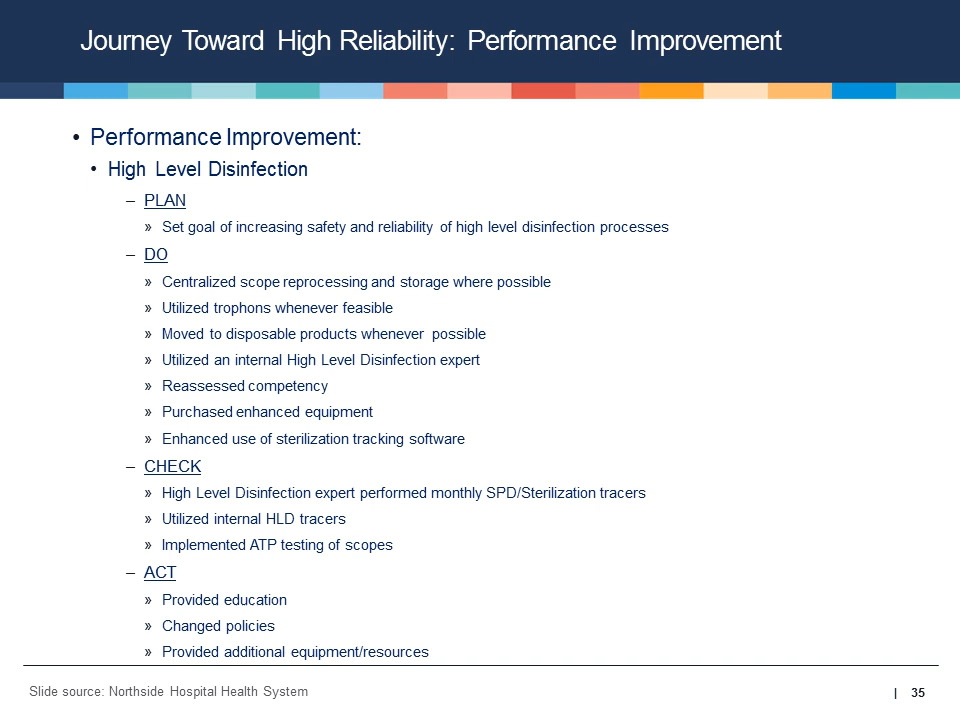 Journey Toward High Reliability: Performance Improvement
• Performance Improvement:
• High Level Disinfection
– PLAN
» Set goal of increasing safety and reliability of high level disinfection processes
– DO
» Centralized scope reprocessing and storage where possible
» Utilized trophons whenever feasible
» Moved to disposable products whenever possible
» Utilized an internal High Level Disinfection expert
» Reassessed competency
» Purchased enhanced equipment
» Enhanced use of sterilization tracking software
– CHECK
» High Level Disinfection expert performed monthly SPD/Sterilization tracers
» Utilized internal HLD tracers
» Implemented ATP testing of scopes
– ACT
» Provided education
» Changed policies
» Provided additional equipment/resources
Slide source: Northside Hospital Health System
| 35